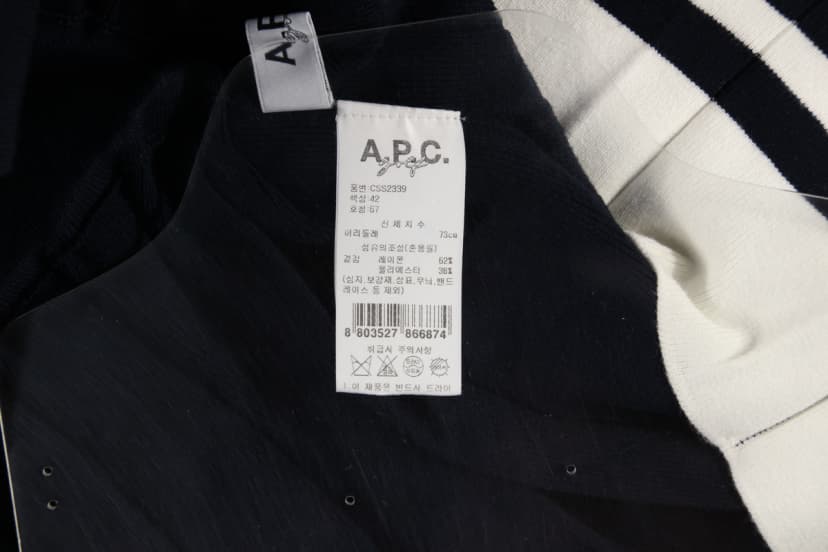 A.P.
A.P.C.
품번:CSS2339
색상:42
호칭:67
신 체 치 수
허리둘레 73cm
섬유의조성(혼용율)
겉감 레이온 62%
폴리에스터 38%
(심지,보강재,상표,무늬,밴드
레이스 등 제외)
8 803527 866874
취급시 주의사항
1.이 제품은 반드시 드라이